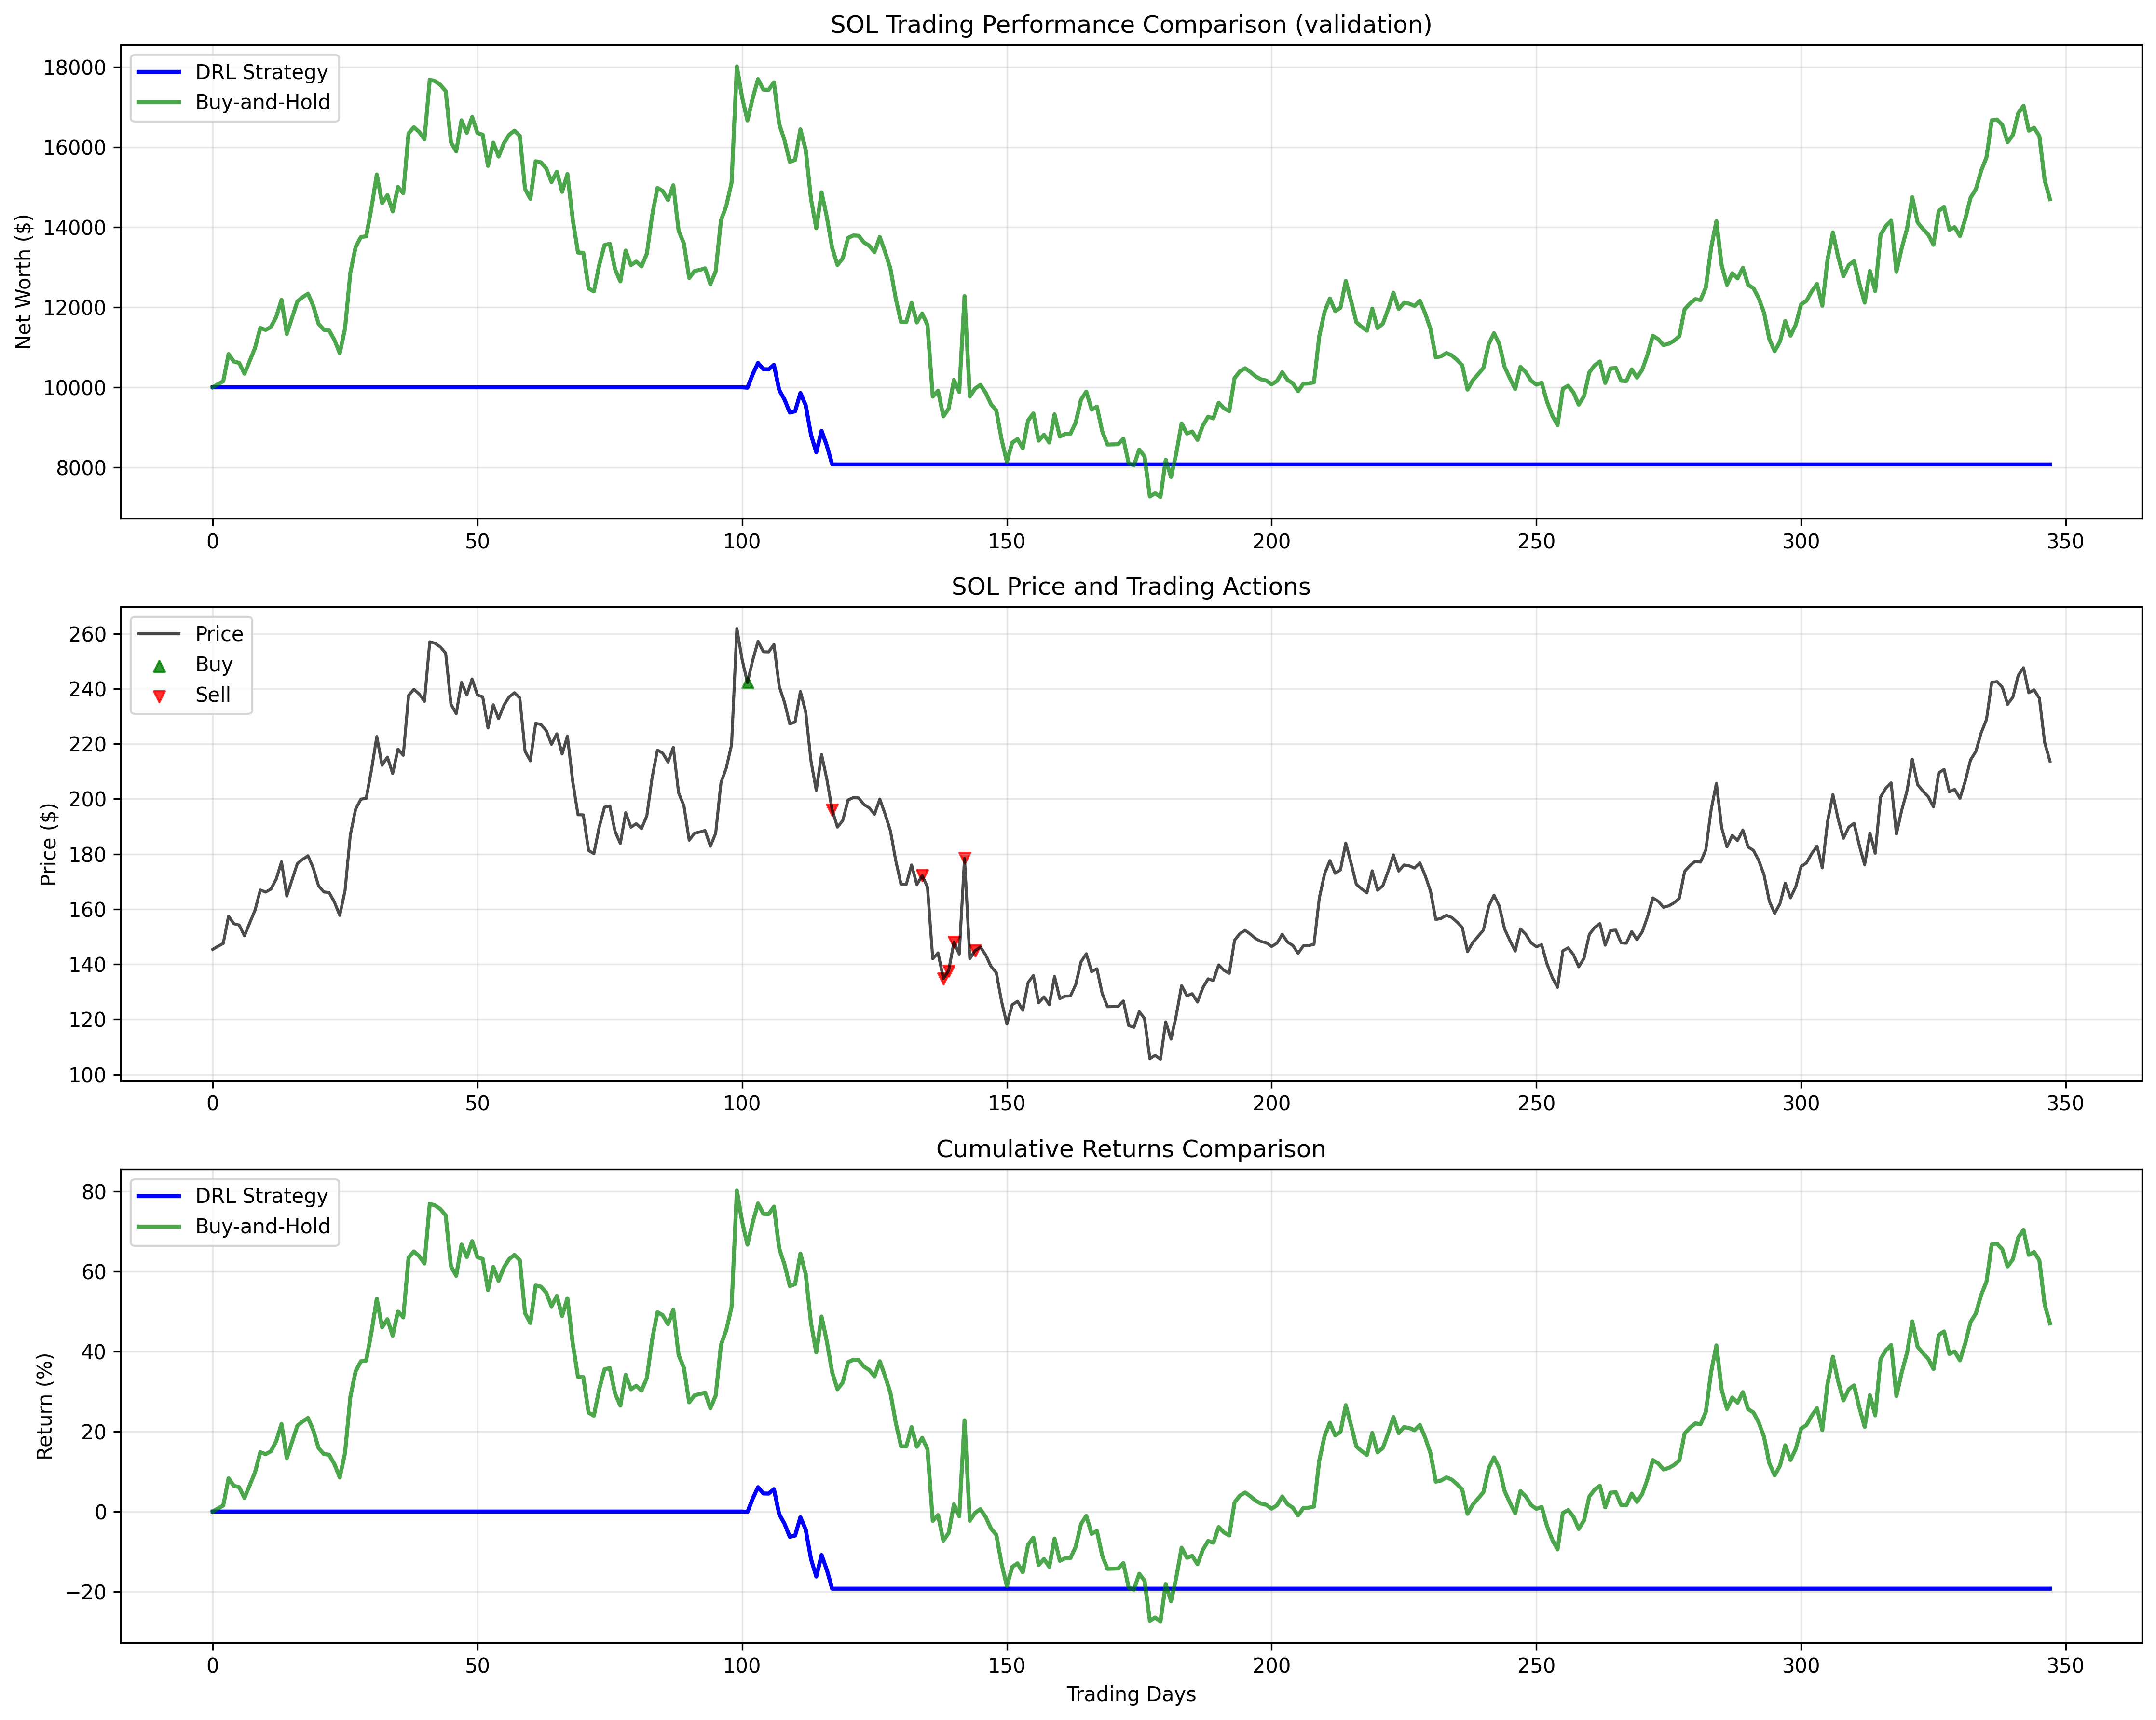 SOL Trading Performance Comparison (validation)
DRL Strategy
Buy-and-Hold
Net Worth ($)
18000
16000
14000
12000
10000
8000
0 50 100 150 200 250 300 350
SOL Price and Trading Actions
Price
Buy
Sell
Price ($)
260
240
220
200
180
160
140
120
100
0 50 100 150 200 250 300 350
Cumulative Returns Comparison
DRL Strategy
Buy-and-Hold
Return (%)
80
60
40
20
0
−20
0 50 100 150 200 250 300 350
Trading Days